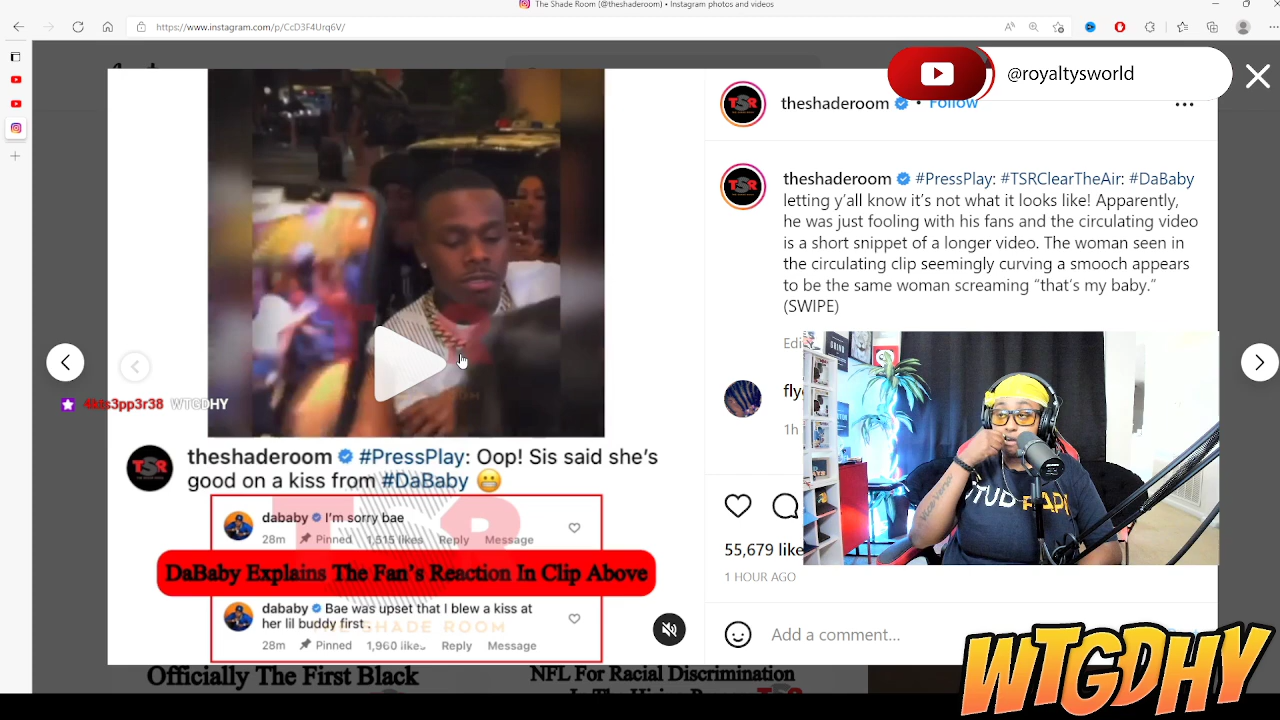 The Shade Room (@theshaderoom) • Instagram photos and videos
https://www.instagram.com/p/CcD3F4Urq6V/
@royaltysworld
theshaderoom • Follow
theshaderoom #PressPlay: #TSRClearTheAir: #DaBaby
letting y'all know it's not what it looks like! Apparently,
he was just fooling with his fans and the circulating video
is a short snippet of a longer video. The woman seen in
the circulating clip seemingly curving a smooch appears
to be the same woman screaming “that's my baby.”
(SWIPE)
1h
55,679 like
1 HOUR AGO
Add a comment...
WTGDHY
theshaderoom #PressPlay: Oop! Sis said she's
good on a kiss from #DaBaby 😬
dababy I'm sorry bae
28m Pinned 1,515 likes Reply Message
DaBaby Explains The Fan's Reaction In Clip Above
dababy Bae was upset that I blew a kiss at
her lil buddy first .
28m Pinned 1,960 likes Reply Message
THE SHADE ROOM
Officially The First Black
NFL For Racial Discrimination
TSR
WTGDHY